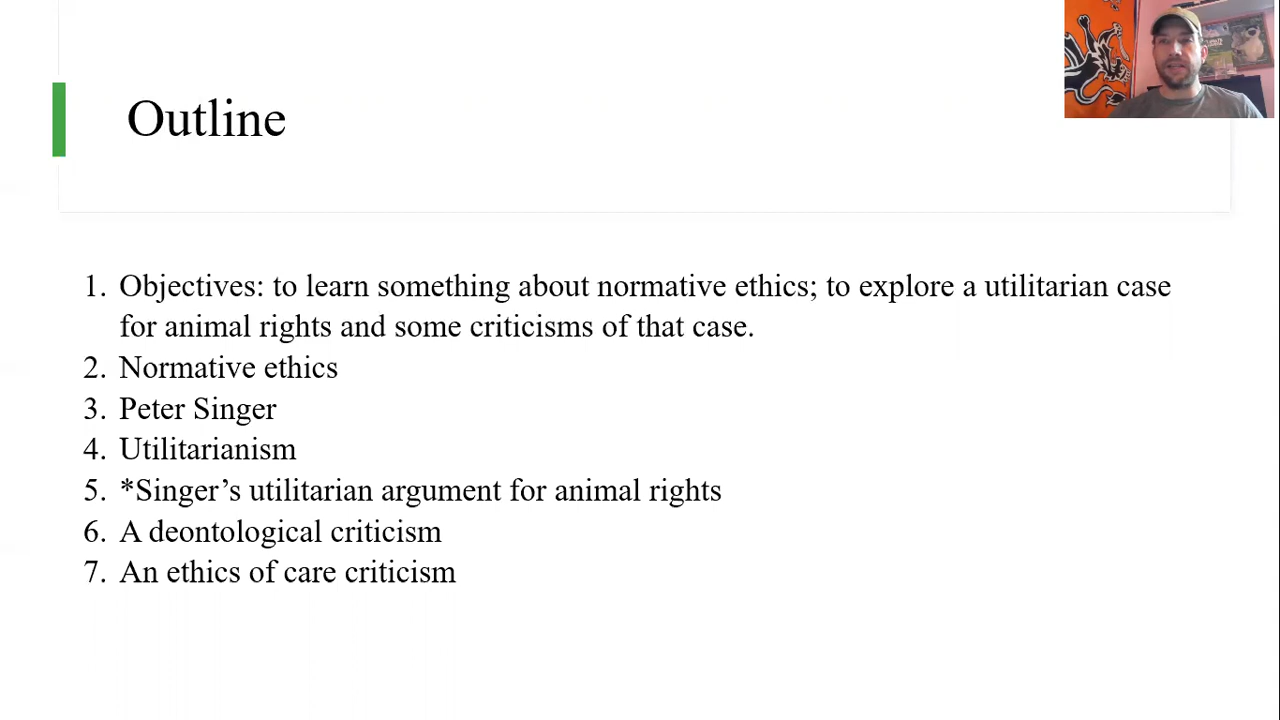 Outline
1. Objectives: to learn something about normative ethics; to explore a utilitarian case
for animal rights and some criticisms of that case.
2. Normative ethics
3. Peter Singer
4. Utilitarianism
5. *Singer’s utilitarian argument for animal rights
6. A deontological criticism
7. An ethics of care criticism